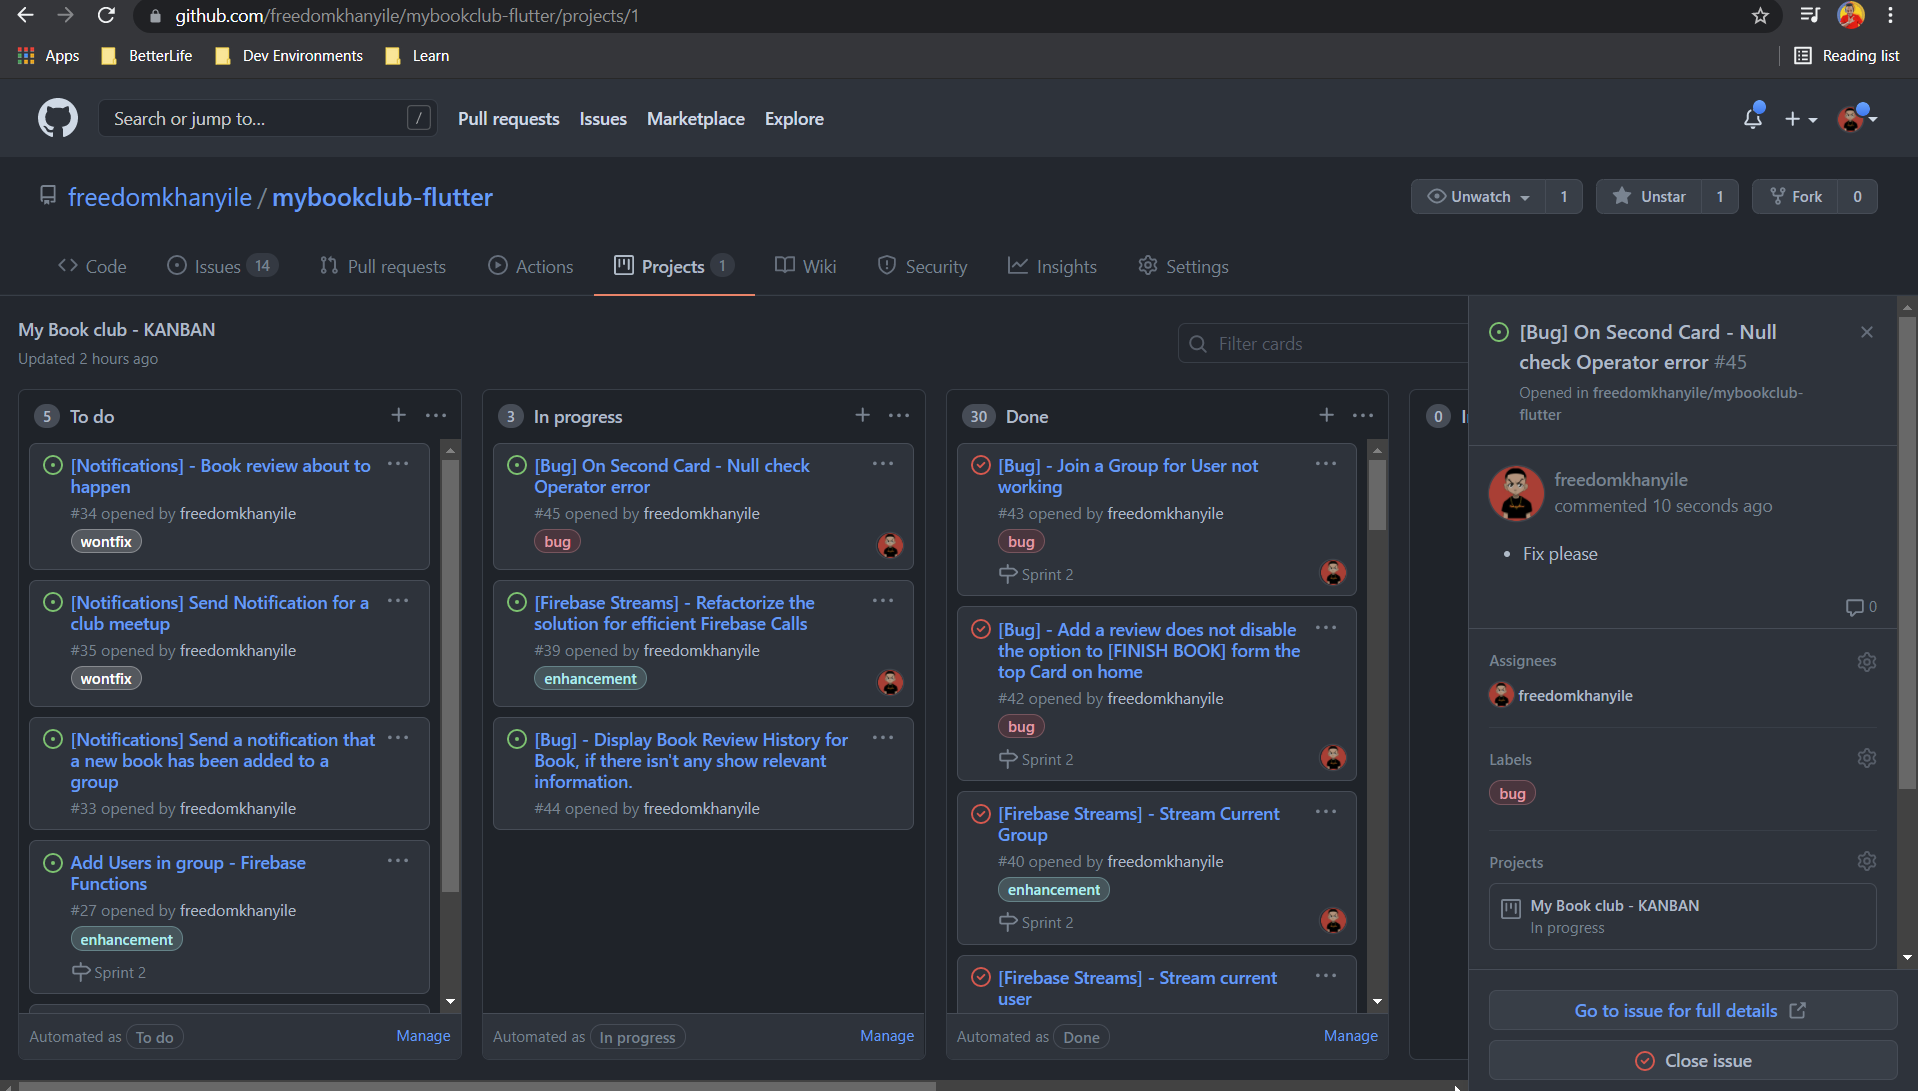 github.com/freedomkhanyile/mybookclub-flutter/projects/1
Apps BetterLife Dev Environments Learn Reading list
Search or jump to... / Pull requests Issues Marketplace Explore
freedomkhanyile / mybookclub-flutter Unwatch 1 Unstar 1 Fork 0
Code Issues 14 Pull requests Actions Projects 1 Wiki Security Insights Settings
My Book club - KANBAN
Updated 2 hours ago
Filter cards
5 To do
[Notifications] - Book review about to
happen
#34 opened by freedomkhanyile
wontfix
[Notifications] Send Notification for a
club meetup
#35 opened by freedomkhanyile
wontfix
[Notifications] Send a notification that
a new book has been added to a
group
#33 opened by freedomkhanyile
Add Users in group - Firebase
Functions
#27 opened by freedomkhanyile
enhancement
Sprint 2
Automated as To do Manage
3 In progress
[Bug] On Second Card - Null check
Operator error
#45 opened by freedomkhanyile
bug
[Firebase Streams] - Refactorize the
solution for efficient Firebase Calls
#39 opened by freedomkhanyile
enhancement
[Bug] - Display Book Review History for
Book, if there isn't any show relevant
information.
#44 opened by freedomkhanyile
Automated as In progress Manage
30 Done
[Bug] - Join a Group for User not
working
#43 opened by freedomkhanyile
bug
Sprint 2
[Bug] - Add a review does not disable
the option to [FINISH BOOK] form the
top Card on home
#42 opened by freedomkhanyile
bug
Sprint 2
[Firebase Streams] - Stream Current
Group
#40 opened by freedomkhanyile
enhancement
Sprint 2
[Firebase Streams] - Stream current
user
Automated as Done Manage
0
[Bug] On Second Card - Null
check Operator error #45
Opened in freedomkhanyile/mybookclub-
flutter
freedomkhanyile
commented 10 seconds ago
• Fix please
0
Assignees
freedomkhanyile
Labels
bug
Projects
My Book club - KANBAN
In progress
Go to issue for full details
Close issue